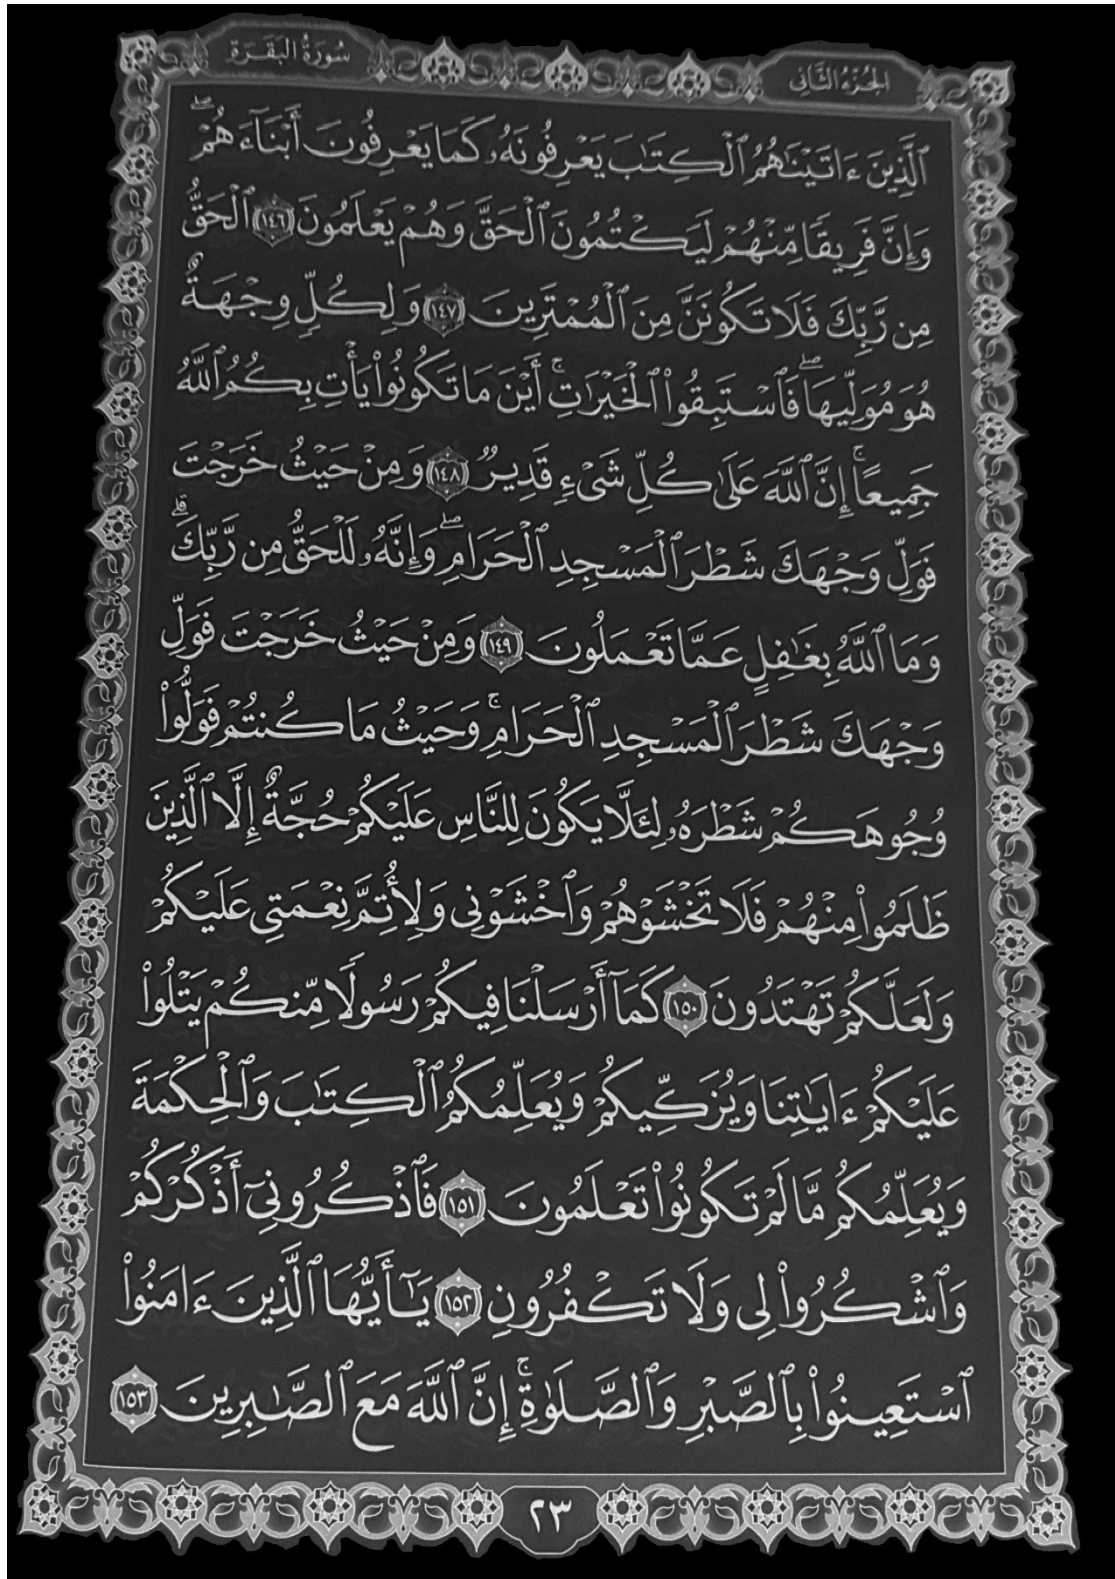 الجُزْءُ الثَّانِي
سُورَةُ البَقَرَةِ
ٱلَّذِينَ ءَاتَيْنَٰهُمُ ٱلْكِتَٰبَ يَعْرِفُونَهُۥ كَمَا يَعْرِفُونَ أَبْنَآءَهُمْ ۖ
وَإِنَّ فَرِيقًا مِّنْهُمْ لَيَكْتُمُونَ ٱلْحَقَّ وَهُمْ يَعْلَمُونَ ١٤٦ ٱلْحَقُّ
مِن رَّبِّكَ فَلَا تَكُونَنَّ مِنَ ٱلْمُمْتَرِينَ ١٤٧ وَلِكُلٍّ وِجْهَةٌ
هُوَ مُوَلِّيهَا ۖ فَٱسْتَبِقُوا۟ ٱلْخَيْرَٰتِ ۚ أَيْنَ مَا تَكُونُوا۟ يَأْتِ بِكُمُ ٱللَّهُ
جَمِيعًا ۚ إِنَّ ٱللَّهَ عَلَىٰ كُلِّ شَىْءٍ قَدِيرٌ ١٤٨ وَمِنْ حَيْثُ خَرَجْتَ
فَوَلِّ وَجْهَكَ شَطْرَ ٱلْمَسْجِدِ ٱلْحَرَامِ ۖ وَإِنَّهُۥ لَلْحَقُّ مِن رَّبِّكَ ۗ
وَمَا ٱللَّهُ بِغَٰفِلٍ عَمَّا تَعْمَلُونَ ١٤٩ وَمِنْ حَيْثُ خَرَجْتَ فَوَلِّ
وَجْهَكَ شَطْرَ ٱلْمَسْجِدِ ٱلْحَرَامِ ۚ وَحَيْثُ مَا كُنتُمْ فَوَلُّوا۟
وُجُوهَكُمْ شَطْرَهُۥ لِئَلَّا يَكُونَ لِلنَّاسِ عَلَيْكُمْ حُجَّةٌ إِلَّا ٱلَّذِينَ
ظَلَمُوا۟ مِنْهُمْ فَلَا تَخْشَوْهُمْ وَٱخْشَوْنِى وَلِأُتِمَّ نِعْمَتِى عَلَيْكُمْ
وَلَعَلَّكُمْ تَهْتَدُونَ ١٥٠ كَمَآ أَرْسَلْنَا فِيكُمْ رَسُولًا مِّنكُمْ يَتْلُوا۟
عَلَيْكُمْ ءَايَٰتِنَا وَيُزَكِّيكُمْ وَيُعَلِّمُكُمُ ٱلْكِتَٰبَ وَٱلْحِكْمَةَ
وَيُعَلِّمُكُم مَّا لَمْ تَكُونُوا۟ تَعْلَمُونَ ١٥١ فَٱذْكُرُونِىٓ أَذْكُرْكُمْ
وَٱشْكُرُوا۟ لِى وَلَا تَكْفُرُونِ ١٥٢ يَٰٓأَيُّهَا ٱلَّذِينَ ءَامَنُوا۟
ٱسْتَعِينُوا۟ بِٱلصَّبْرِ وَٱلصَّلَوٰةِ ۚ إِنَّ ٱللَّهَ مَعَ ٱلصَّٰبِرِينَ ١٥٣
٢٣